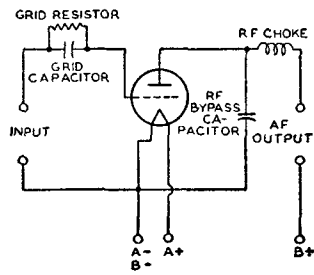 GRID RESISTOR
GRID
CAPACITOR
RF CHOKE
RF
BYPASS
CA-
PACITOR
INPUT
AF
OUTPUT
A-
B-
A+
B+